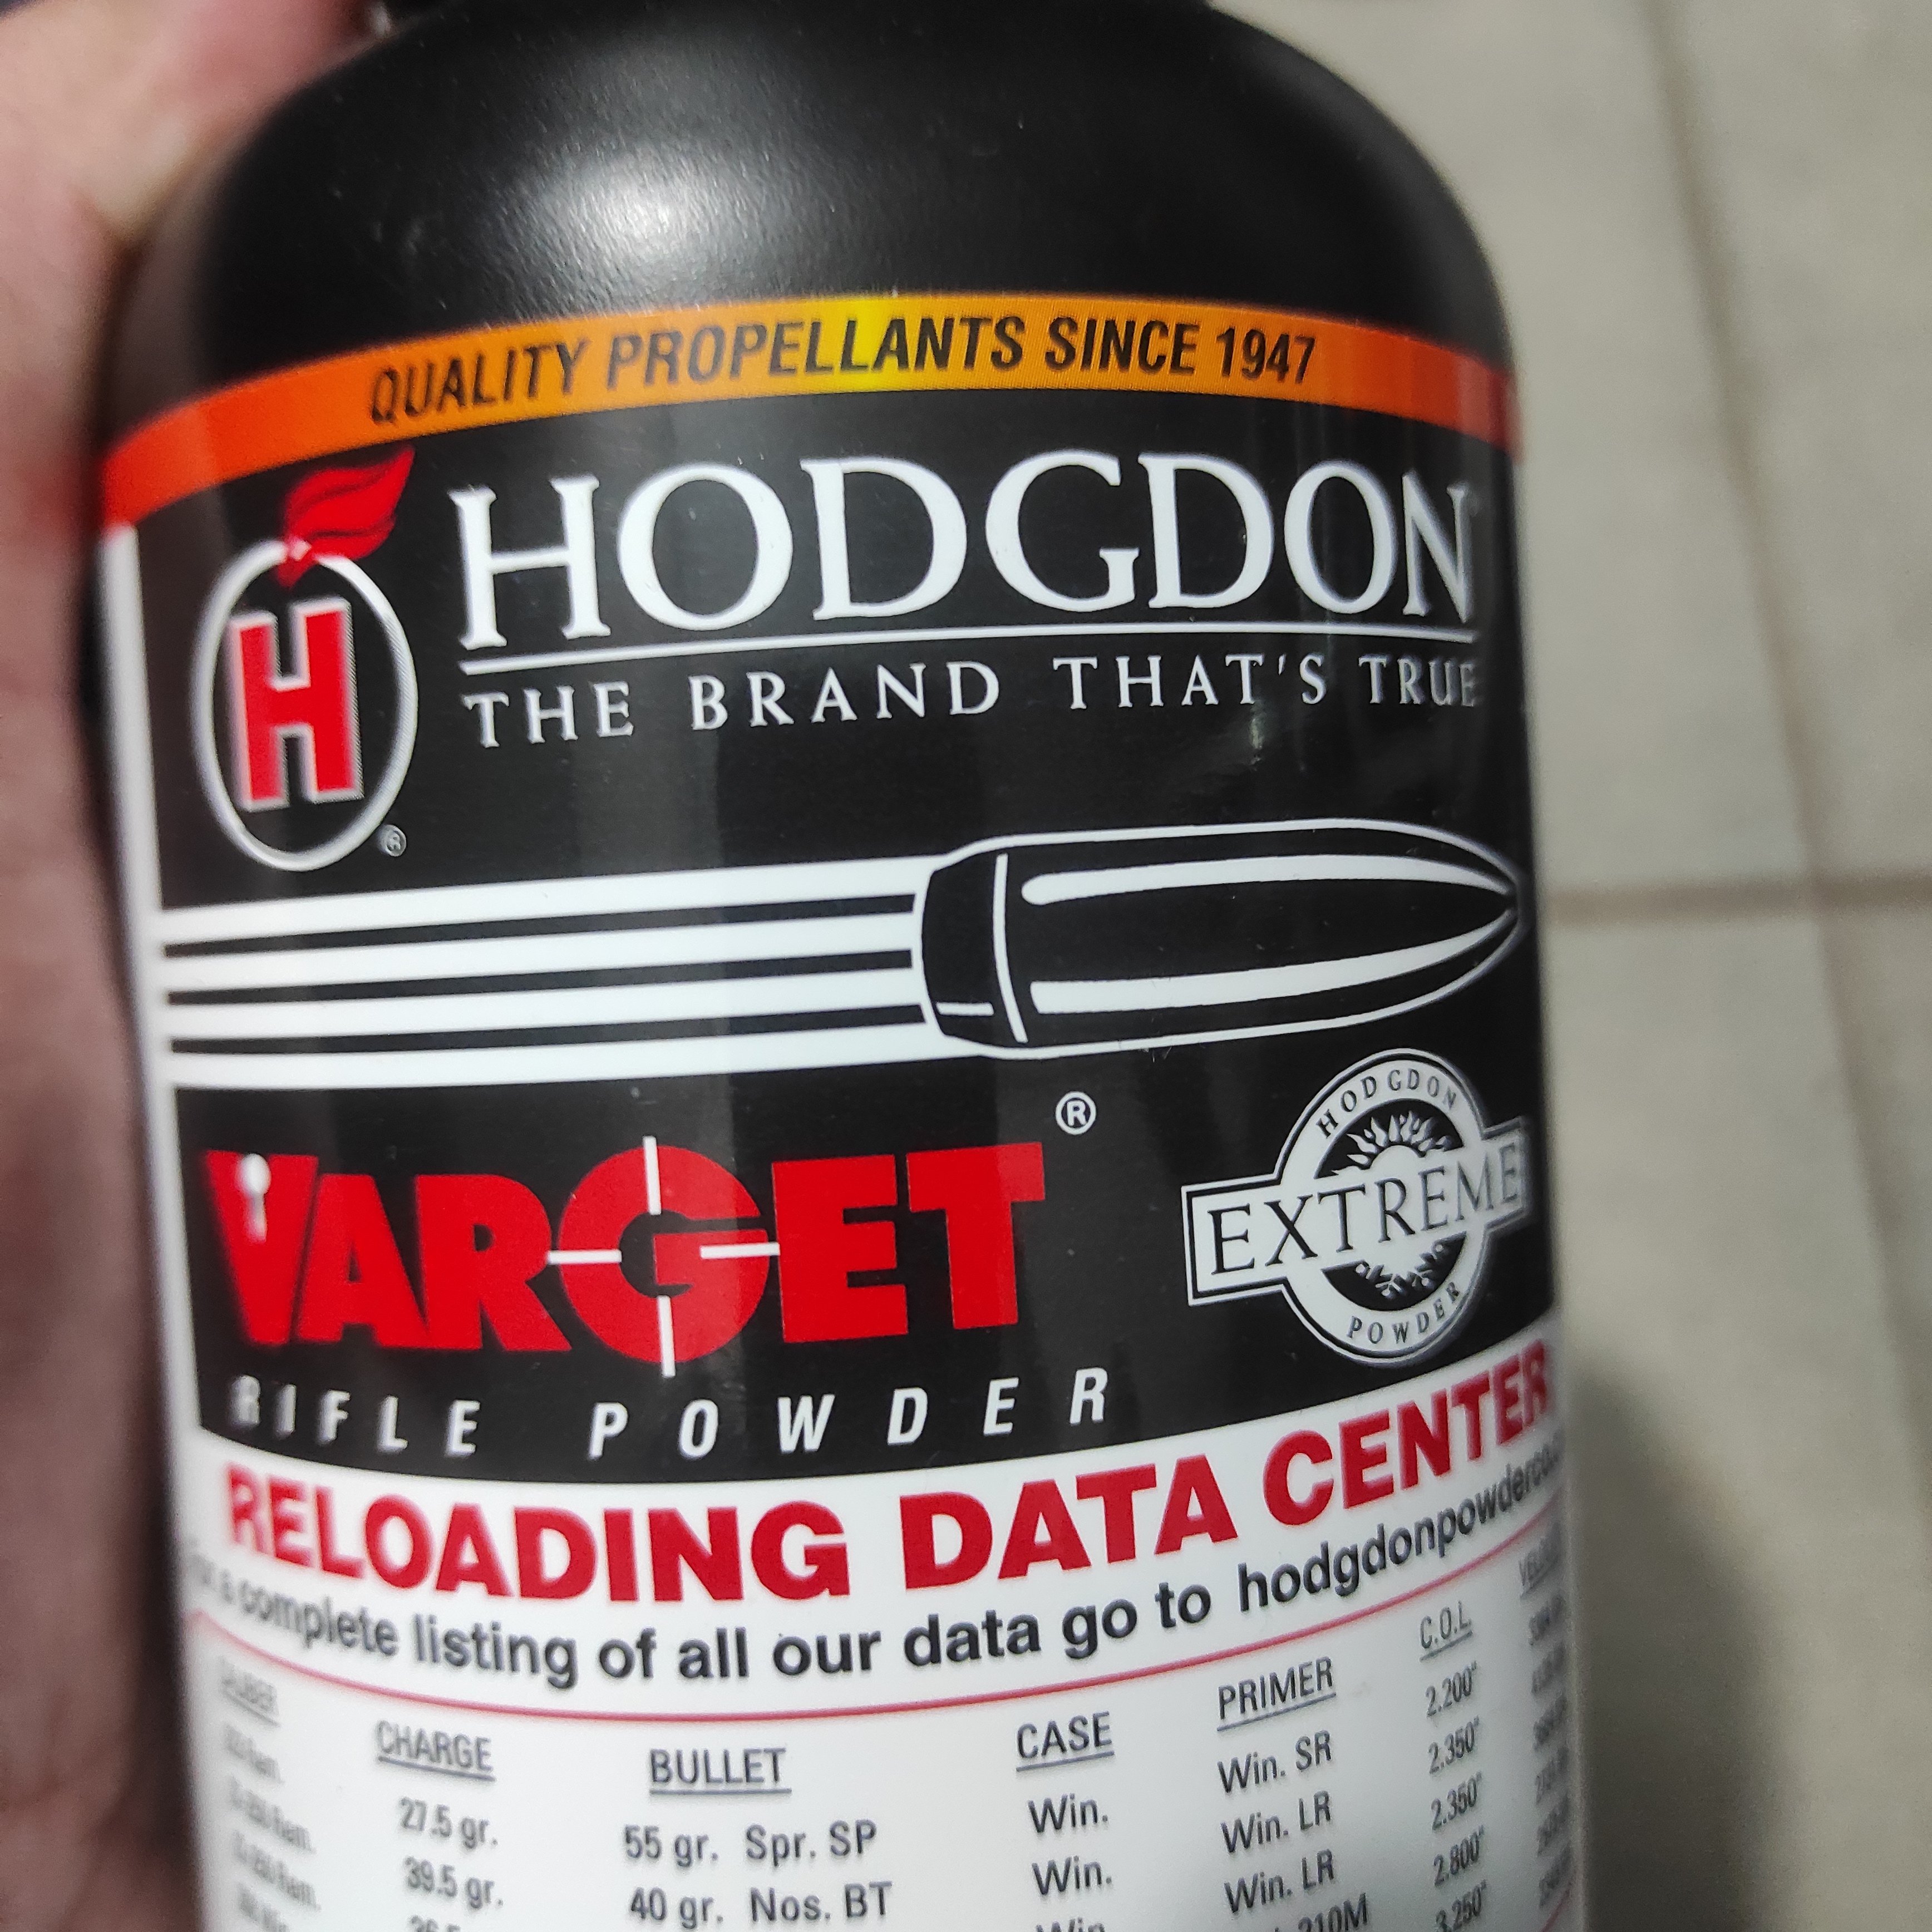 QUALITY PROPELLANTS SINCE 1947
H HODGDON
®
THE BRAND THAT'S TRUE
VARGET®
RIFLE POWDER
HODGDON
EXTREME
POWDER
RELOADING DATA CENTER
a complete listing of all our data go to
CHARGE BULLET CASE PRIMER C.O.L.
27.5 gr. 55 gr. Spr. SP Win. Win. SR 2.200"
39.5 gr. 40 gr. Nos. BT Win. Win. LR 2.350"
Win. LR 2.350"
210M 2.800"
3.250"